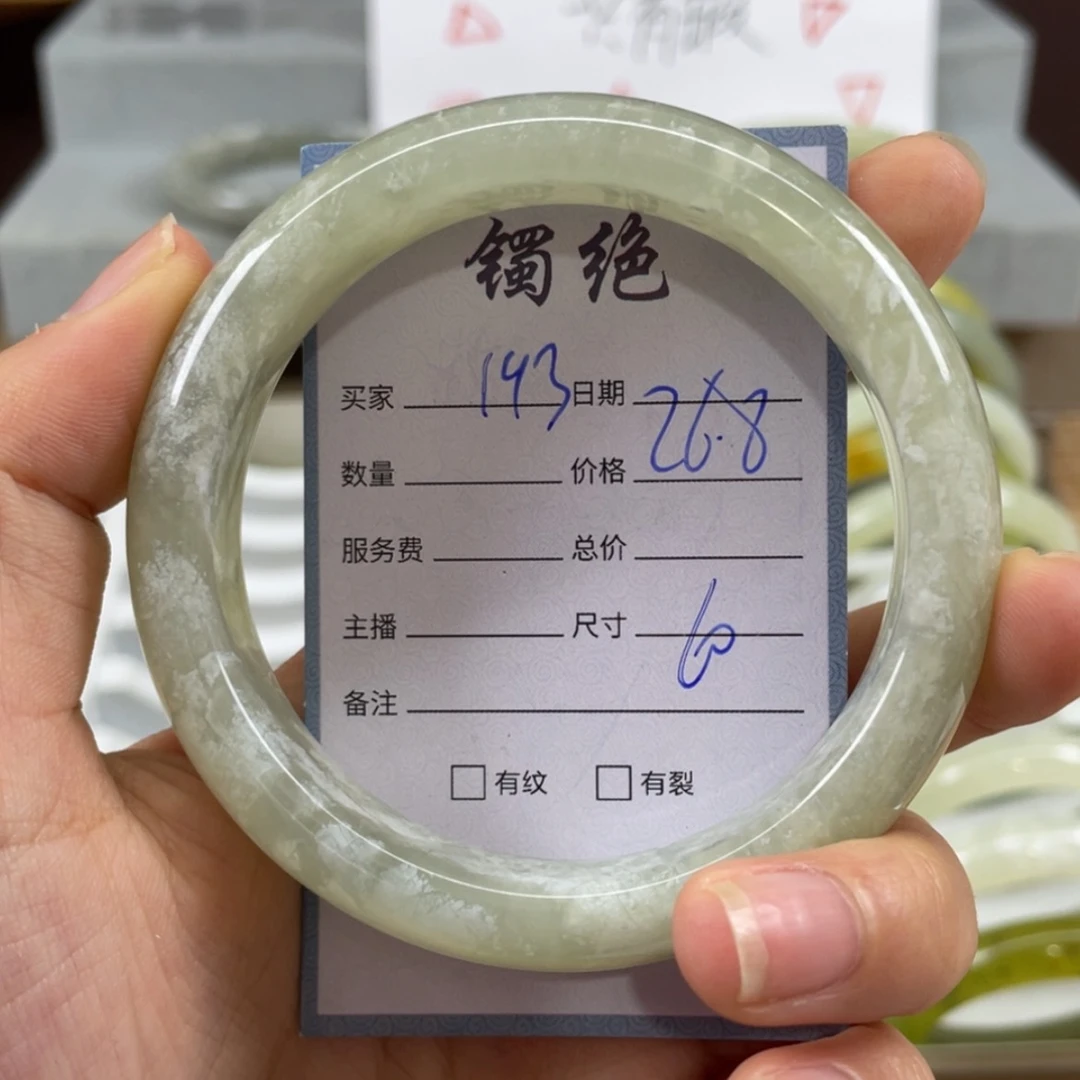 镯绝
买家 143 日期
数量 价格 26.8
服务费 总价
主播 尺寸 60
备注
□有纹 □有裂